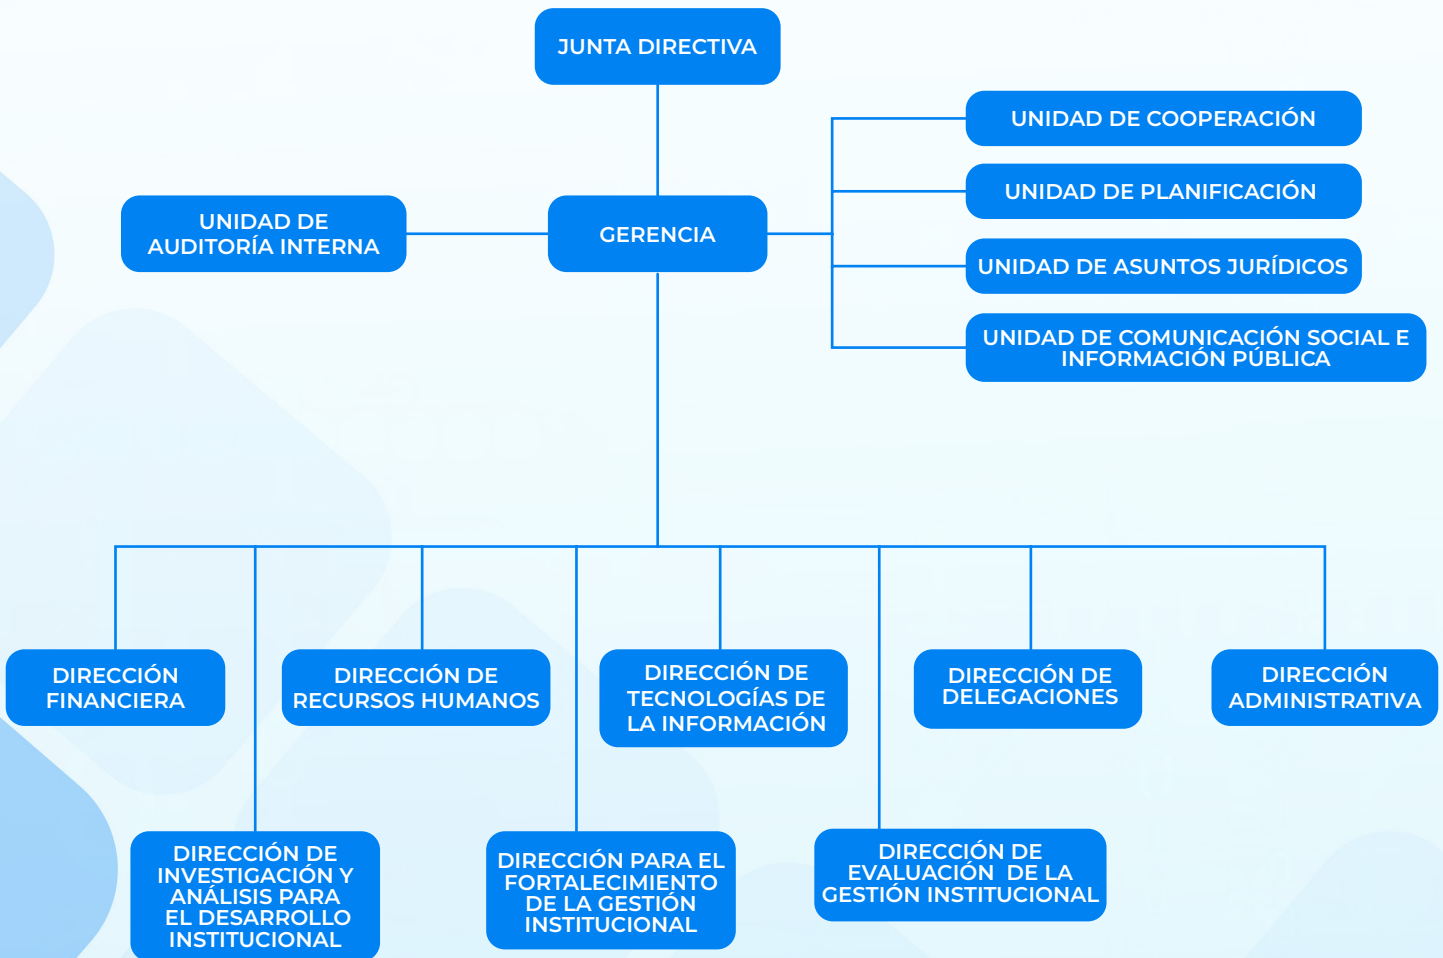 JUNTA DIRECTIVA
UNIDAD DE COOPERACIÓN
UNIDAD DE PLANIFICACIÓN
UNIDAD DE
AUDITORÍA INTERNA
GERENCIA
UNIDAD DE ASUNTOS JURÍDICOS
UNIDAD DE COMUNICACIÓN SOCIAL E
INFORMACIÓN PÚBLICA
DIRECCIÓN
FINANCIERA
DIRECCIÓN DE
RECURSOS HUMANOS
DIRECCIÓN DE
TECNOLOGÍAS DE
LA INFORMACIÓN
DIRECCIÓN DE
DELEGACIONES
DIRECCIÓN
ADMINISTRATIVA
DIRECCIÓN DE
INVESTIGACIÓN Y
ANÁLISIS PARA
EL DESARROLLO
INSTITUCIONAL
DIRECCIÓN PARA EL
FORTALECIMIENTO
DE LA GESTIÓN
INSTITUCIONAL
DIRECCIÓN DE
EVALUACIÓN DE LA
GESTIÓN INSTITUCIONAL